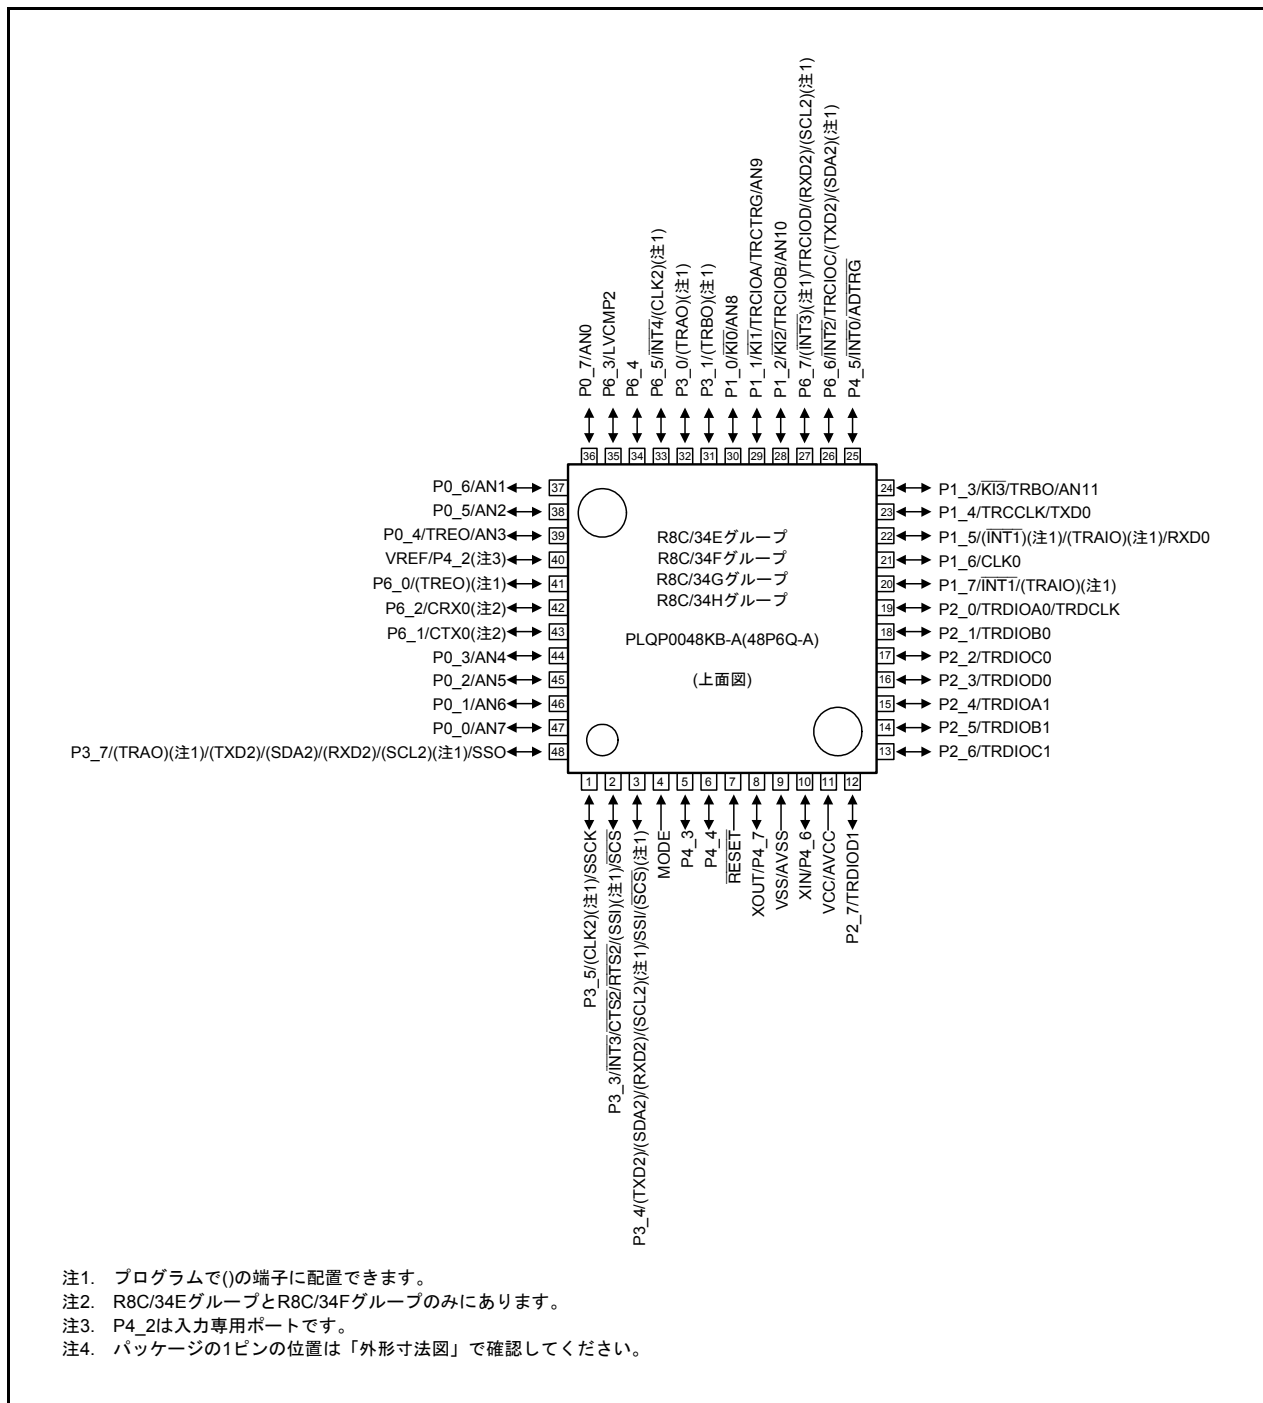 P0_7/AN0
P6_3/LVCMP2
P6_4
P6_5/INT4/(CLK2)(注1)
P3_0/(TRAO)(注1)
P3_1/(TRBO)(注1)
P1_0/KI0/AN8
P1_1/KI1/TRCIOA/TRCTRG/AN9
P1_2/KI2/TRCIOB/AN10
P6_7/(INT3)(注1)/TRCIOD/(RXD2)/(SCL2)(注1)
P6_6/INT2/TRCIOC/(TXD2)/(SDA2)(注1)
P4_5/INT0/ADTRG
36 35 34 33 32 31 30 29 28 27 26 25
P0_6/AN1 37
P0_5/AN2 38
P0_4/TREO/AN3 39
VREF/P4_2(注3) 40
P6_0/(TREO)(注1) 41
P6_2/CRX0(注2) 42
P6_1/CTX0(注2) 43
P0_3/AN4 44
P0_2/AN5 45
P0_1/AN6 46
P0_0/AN7 47
P3_7/(TRAO)(注1)/(TXD2)/(SDA2)/(RXD2)/(SCL2)(注1)/SSO 48
R8C/34Eグループ
R8C/34Fグループ
R8C/34Gグループ
R8C/34Hグループ
PLQP0048KB-A(48P6Q-A)
(上面図)
24 P1_3/KI3/TRBO/AN11
23 P1_4/TRCCLK/TXD0
22 P1_5/(INT1)(注1)/(TRAIO)(注1)/RXD0
21 P1_6/CLK0
20 P1_7/INT1/(TRAIO)(注1)
19 P2_0/TRDIOA0/TRDCLK
18 P2_1/TRDIOB0
17 P2_2/TRDIOC0
16 P2_3/TRDIOD0
15 P2_4/TRDIOA1
14 P2_5/TRDIOB1
13 P2_6/TRDIOC1
1 2 3 4 5 6 7 8 9 10 11 12
P3_5/(CLK2)(注1)/SSCK
P3_3/INT3/CTS2/RTS2/(SSI)(注1)/SCS
P3_4/(TXD2)/(SDA2)/(RXD2)/(SCL2)(注1)/SSI/(SCS)(注1)
MODE
P4_3
P4_4
RESET
XOUT/P4_7
VSS/AVSS
XIN/P4_6
VCC/AVCC
P2_7/TRDIOD1
注1. プログラムで()の端子に配置できます。
注2. R8C/34EグループとR8C/34Fグループのみにあります。
注3. P4_2は入力専用ポートです。
注4. パッケージの1ピンの位置は「外形寸法図」で確認してください。